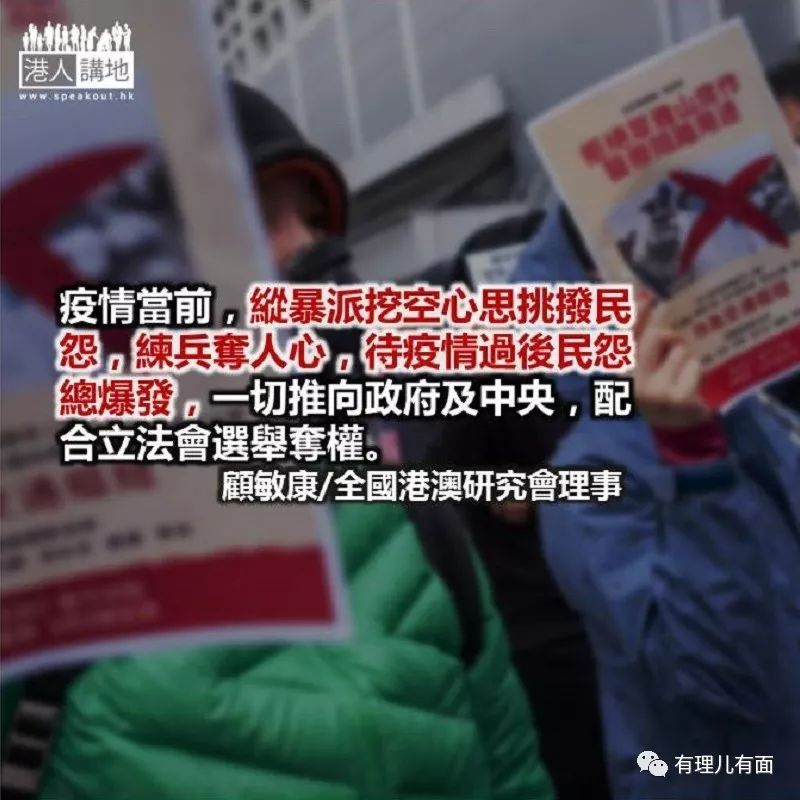 港人講地
www.speakout.hk
疫情當前，縱暴派挖空心思挑撥民
怨，練兵奪人心，待疫情過後民怨
總爆發，一切推向政府及中央，配
合立法會選舉奪權。
顧敏康/全國港澳研究會理事
有理儿有面